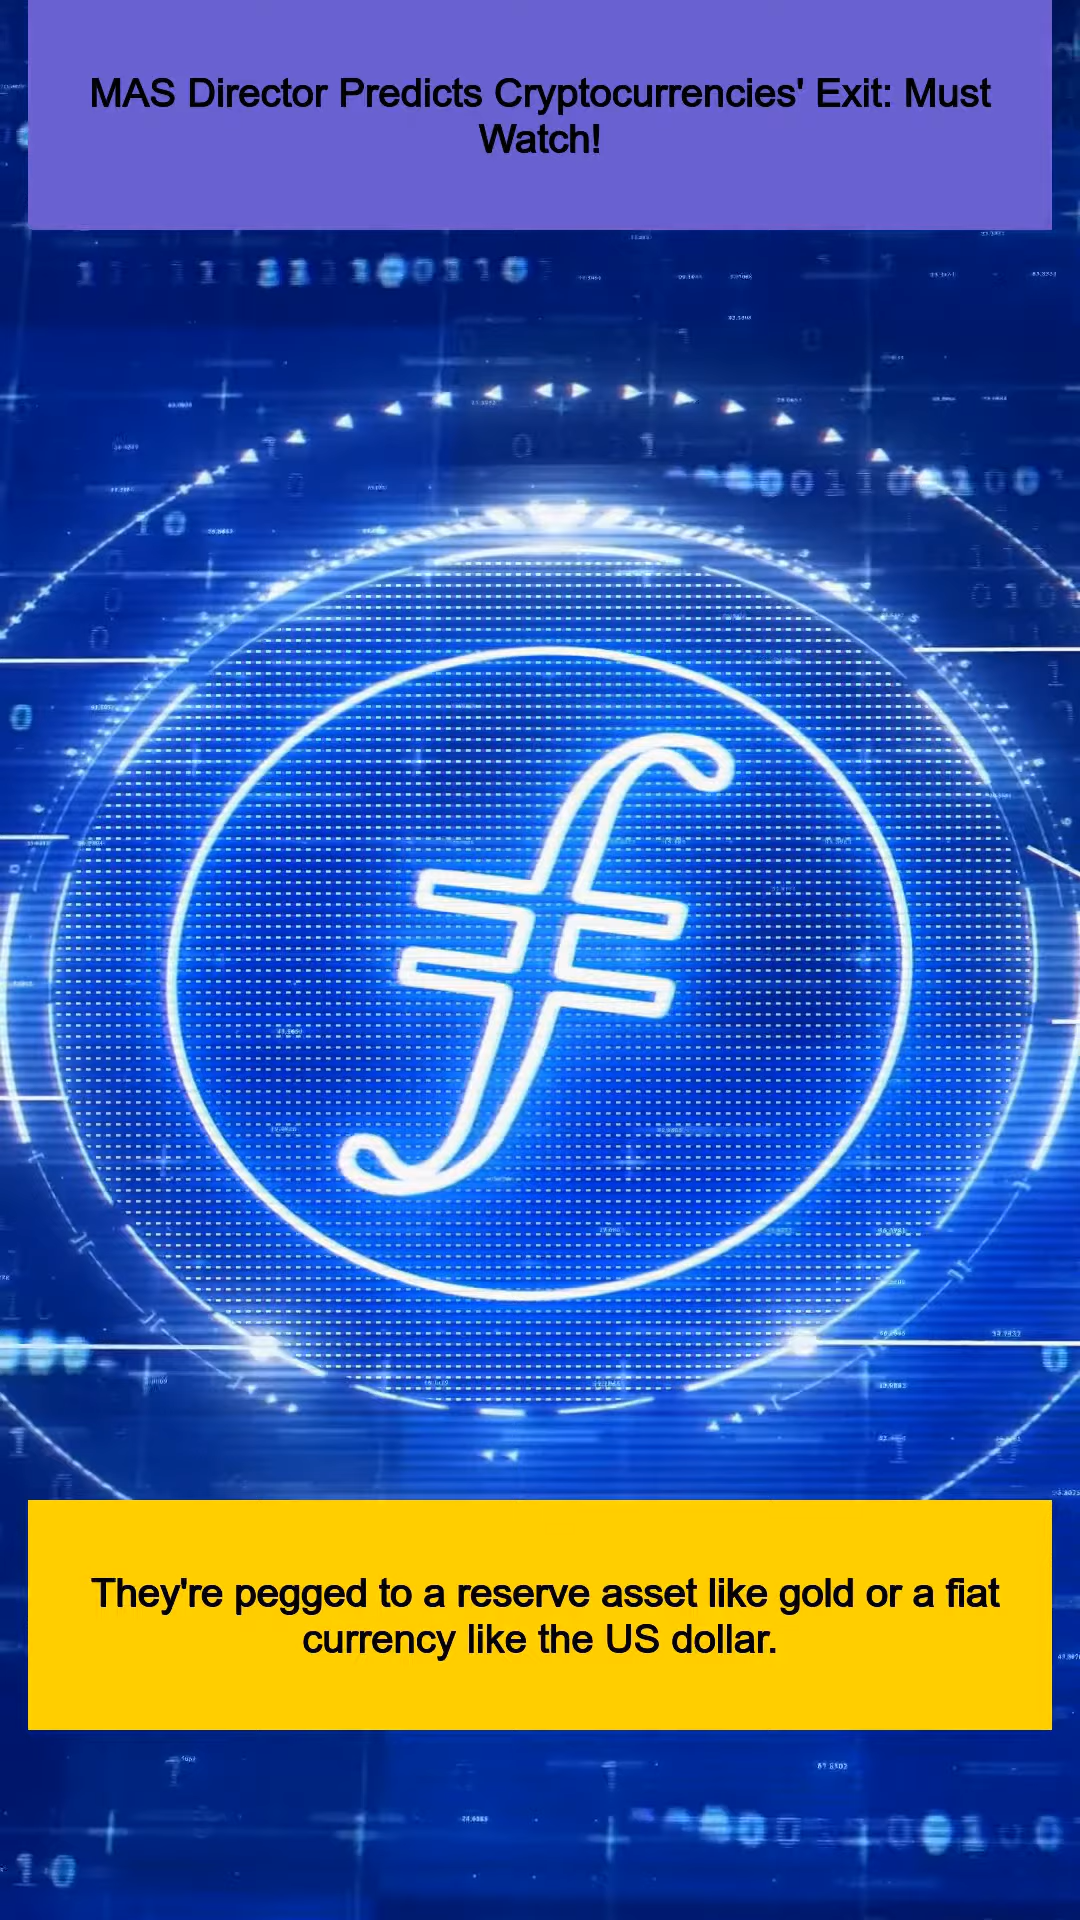 MAS Director Predicts Cryptocurrencies' Exit: Must
Watch!
They're pegged to a reserve asset like gold or a fiat
currency like the US dollar.